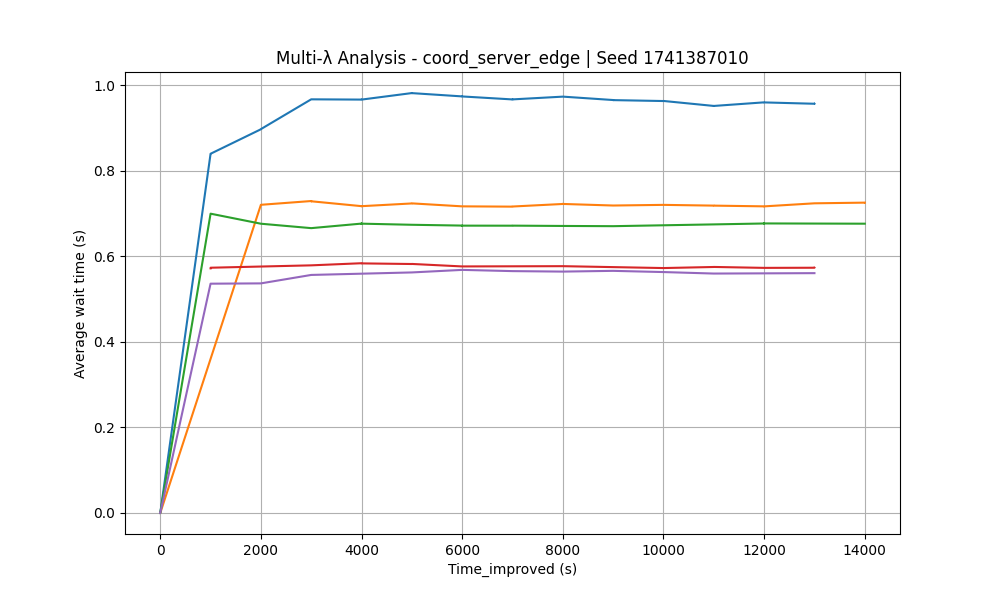 Multi-λ Analysis - coord_server_edge | Seed 1741387010
1.0
0.8
0.6
0.4
0.2
0.0
Average wait time (s)
0 2000 4000 6000 8000 10000 12000 14000
Time_improved (s)